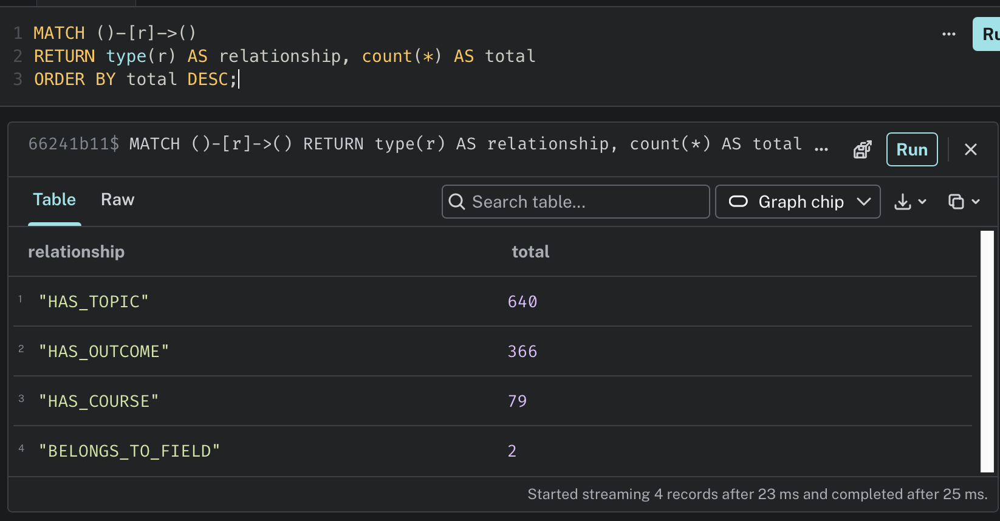 1 MATCH ()-[r]->()
2 RETURN type(r) AS relationship, count(*) AS total
3 ORDER BY total DESC;
...
66241b11$ MATCH ()-[r]->() RETURN type(r) AS relationship, count(*) AS total ... Run
Table Raw Search table... Graph chip
relationship total
1 "HAS_TOPIC" 640
2 "HAS_OUTCOME" 366
3 "HAS_COURSE" 79
4 "BELONGS_TO_FIELD" 2
Started streaming 4 records after 23 ms and completed after 25 ms.